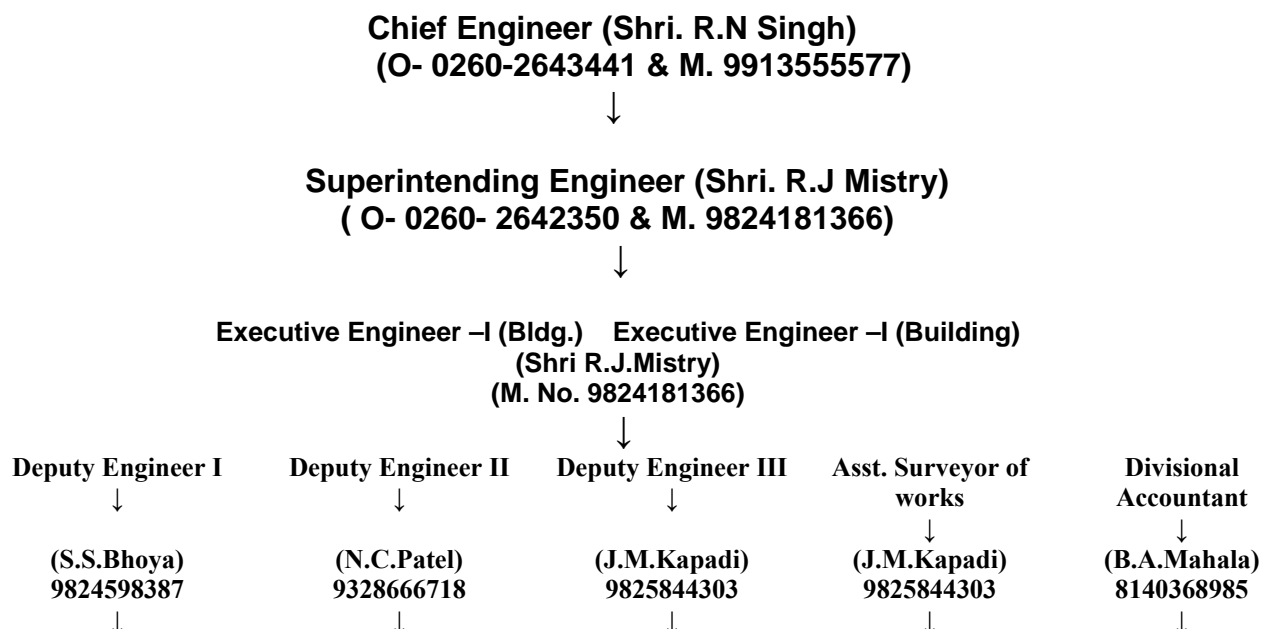 Chief Engineer (Shri. R.N Singh)
(O- 0260-2643441 & M. 9913555577)
↓
Superintending Engineer (Shri. R.J Mistry)
( O- 0260- 2642350 & M. 9824181366)
↓
Executive Engineer –I (Bldg.) Executive Engineer –I (Building)
(Shri R.J.Mistry)
(M. No. 9824181366)
↓
Deputy Engineer I Deputy Engineer II Deputy Engineer III Asst. Surveyor of works Divisional Accountant
↓ ↓ ↓ ↓ ↓
(S.S.Bhoya) (N.C.Patel) (J.M.Kapadi) (J.M.Kapadi) (B.A.Mahala)
9824598387 9328666718 9825844303 9825844303 8140368985
↓ ↓ ↓ ↓ ↓